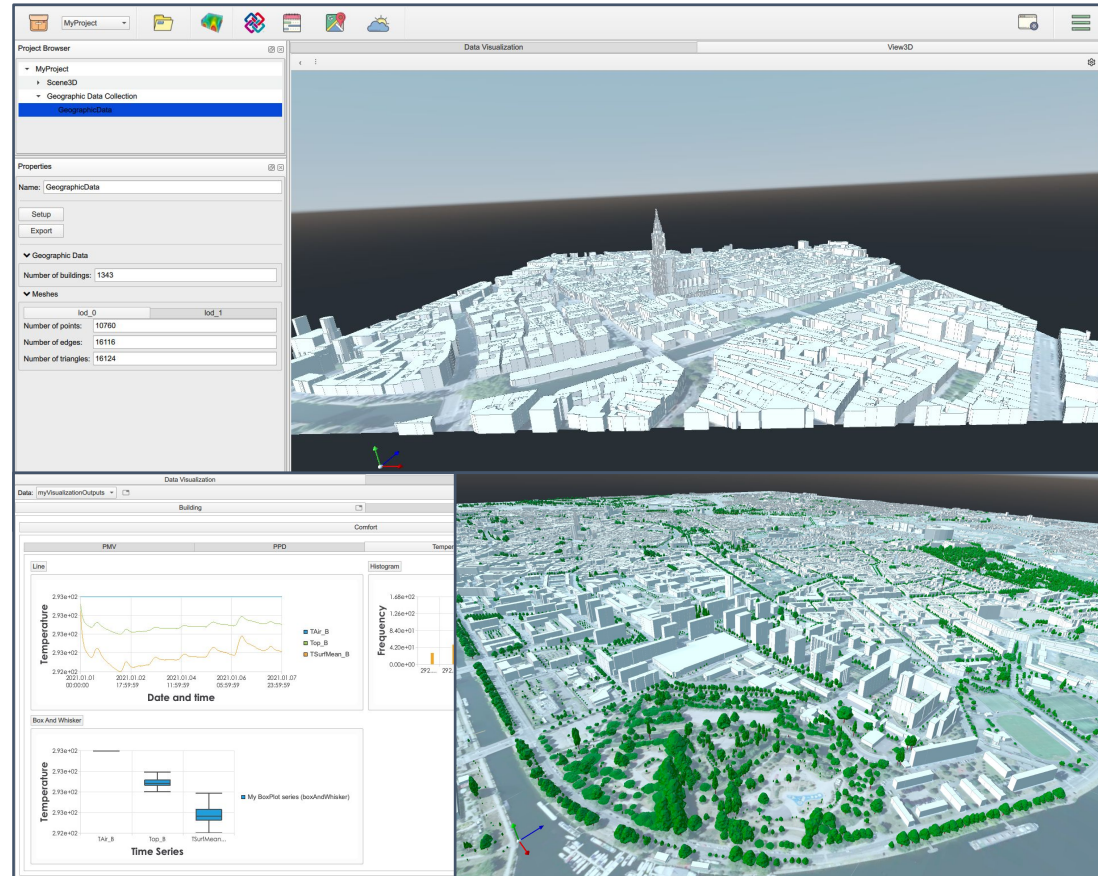 MyProject
Project Browser
MyProject
Scene3D
Geographic Data Collection
GeographicData
Properties
Name: GeographicData
Setup
Export
Geographic Data
Number of buildings: 1343
Meshes
lod_0 lod_1
Number of points: 10760
Number of edges: 16116
Number of triangles: 16124
Data Visualization View3D
Data Visualization
Data: myVisualizationOutputs
Building
Comfort
PMV PPD Temper
Line
Temperature
2.93e+02
2.93e+02
2.93e+02
2.93e+02
2.92e+02
2021.01.01 2021.01.02 2021.01.04 2021.01.06 2021.01.07
00:00:00 17:59:59 11:59:59 05:59:59 23:59:59
Date and time
TAir_B
Top_B
TSurfMean_B
Histogram
Frequency
1.68e+02
1.26e+02
8.40e+01
4.20e+01
0.00e+00
292.... 292.
Box And Whisker
Temperature
2.93e+02
2.93e+02
2.93e+02
2.93e+02
2.92e+02
TAir_B Top_B TSurfMean...
Time Series
My BoxPlot series (boxAndWhisker)